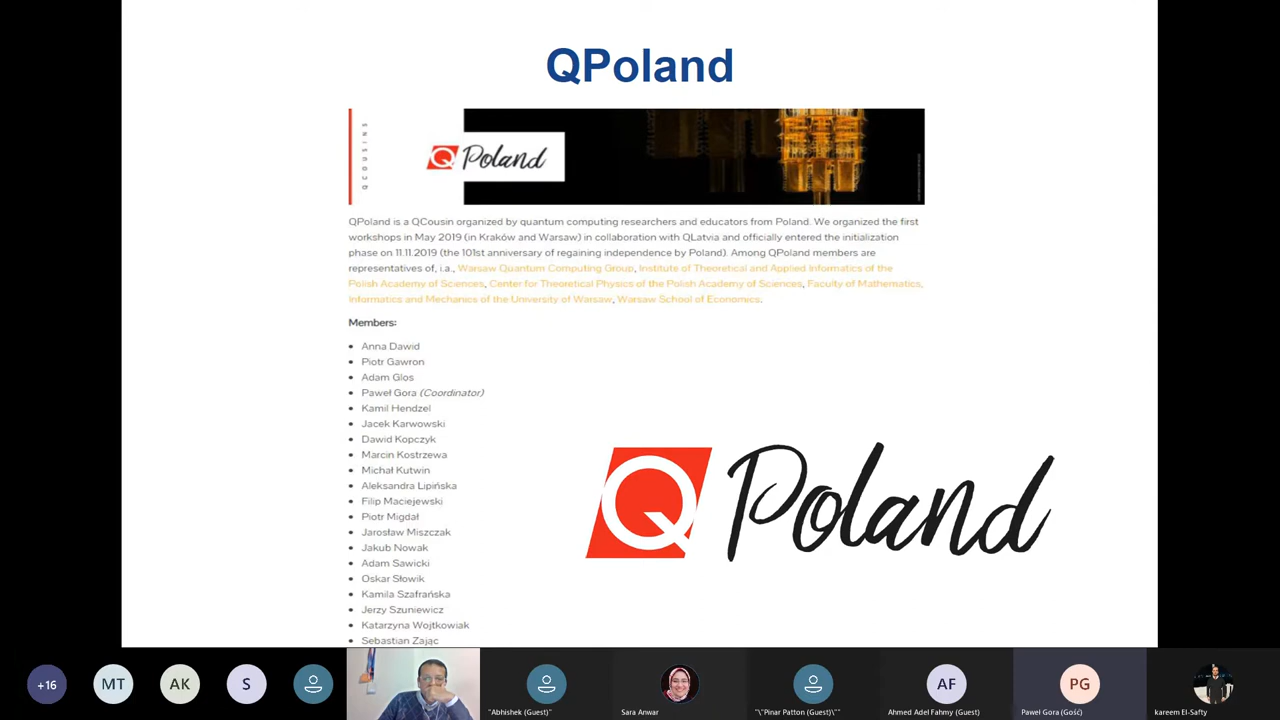 QPoland
QCOUSINS
Q Poland
QPoland is a QCousin organized by quantum computing researchers and educators from Poland. We organized the first
workshops in May 2019 (in Kraków and Warsaw) in collaboration with QLatvia and officially entered the initialization
phase on 11.11.2019 (the 101st anniversary of regaining independence by Poland). Among QPoland members are
representatives of, i.a., Warsaw Quantum Computing Group, Institute of Theoretical and Applied Informatics of the
Polish Academy of Sciences, Center for Theoretical Physics of the Polish Academy of Sciences, Faculty of Mathematics,
Informatics and Mechanics of the University of Warsaw, Warsaw School of Economics.
Members:
Anna Dawid
Piotr Gawron
Adam Glos
Paweł Gora (Coordinator)
Kamil Hendzel
Jacek Karwowski
Dawid Kopczyk
Marcin Kostrzewa
Michał Kutwin
Aleksandra Lipińska
Filip Maciejewski
Piotr Migdał
Jarosław Miszczak
Jakub Nowak
Adam Sawicki
Oskar Słowik
Kamila Szafrańska
Jerzy Szuniewicz
Katarzyna Wojtkowiak
Sebastian Zając
Q Poland
+16
MT
AK
S
AF
PG
"Abhishek (Guest)"
Sara Anwar
"\"Pinar Patton (Guest)\""
Ahmed Adel Fahmy (Guest)
Paweł Gora (Gość)
kareem El-Safty